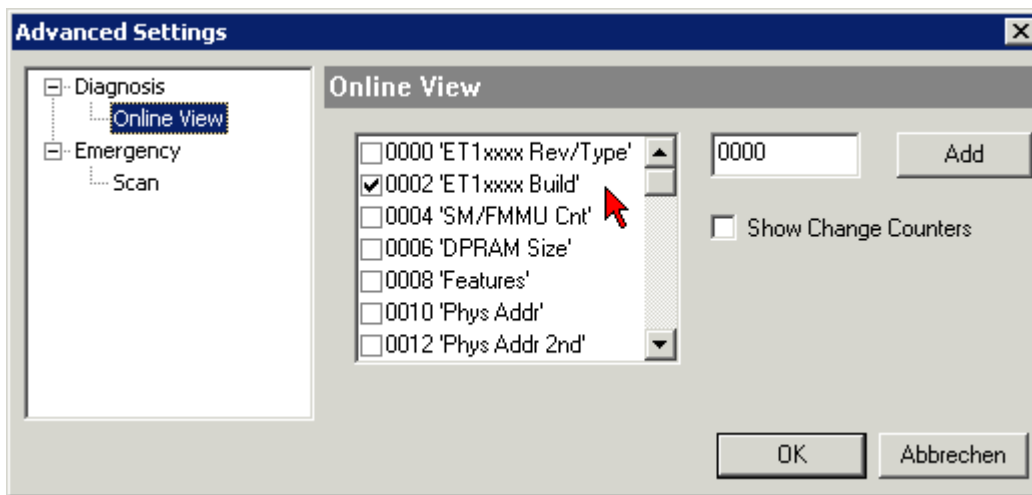 Advanced Settings
Diagnosis
Online View
Emergency
Scan
Online View
0000 'ET1xxxx Rev/Type'
0002 'ET1xxxx Build'
0004 'SM/FMMU Cnt'
0006 'DPRAM Size'
0008 'Features'
0010 'Phys Addr'
0012 'Phys Addr 2nd'
0000
Add
Show Change Counters
OK
Abbrechen